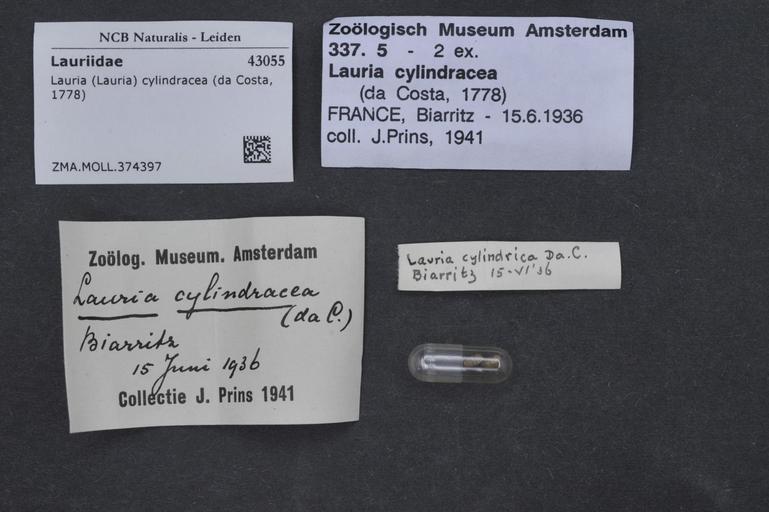 NCB Naturalis - Leiden
Lauriidae 43055
Lauria (Lauria) cylindracea (da Costa,
1778)
ZMA.MOLL.374397
Zoölogisch Museum Amsterdam
337. 5 - 2 ex.
Lauria cylindracea
(da Costa, 1778)
FRANCE, Biarritz - 15.6.1936
coll. J.Prins, 1941
Zoölog. Museum. Amsterdam
Lauria cylindracea
(da C.)
Biarritz
15 Juni 1936
Collectie J. Prins 1941
Lauria cylindrica Da. C.
Biarritz 15-VI'36